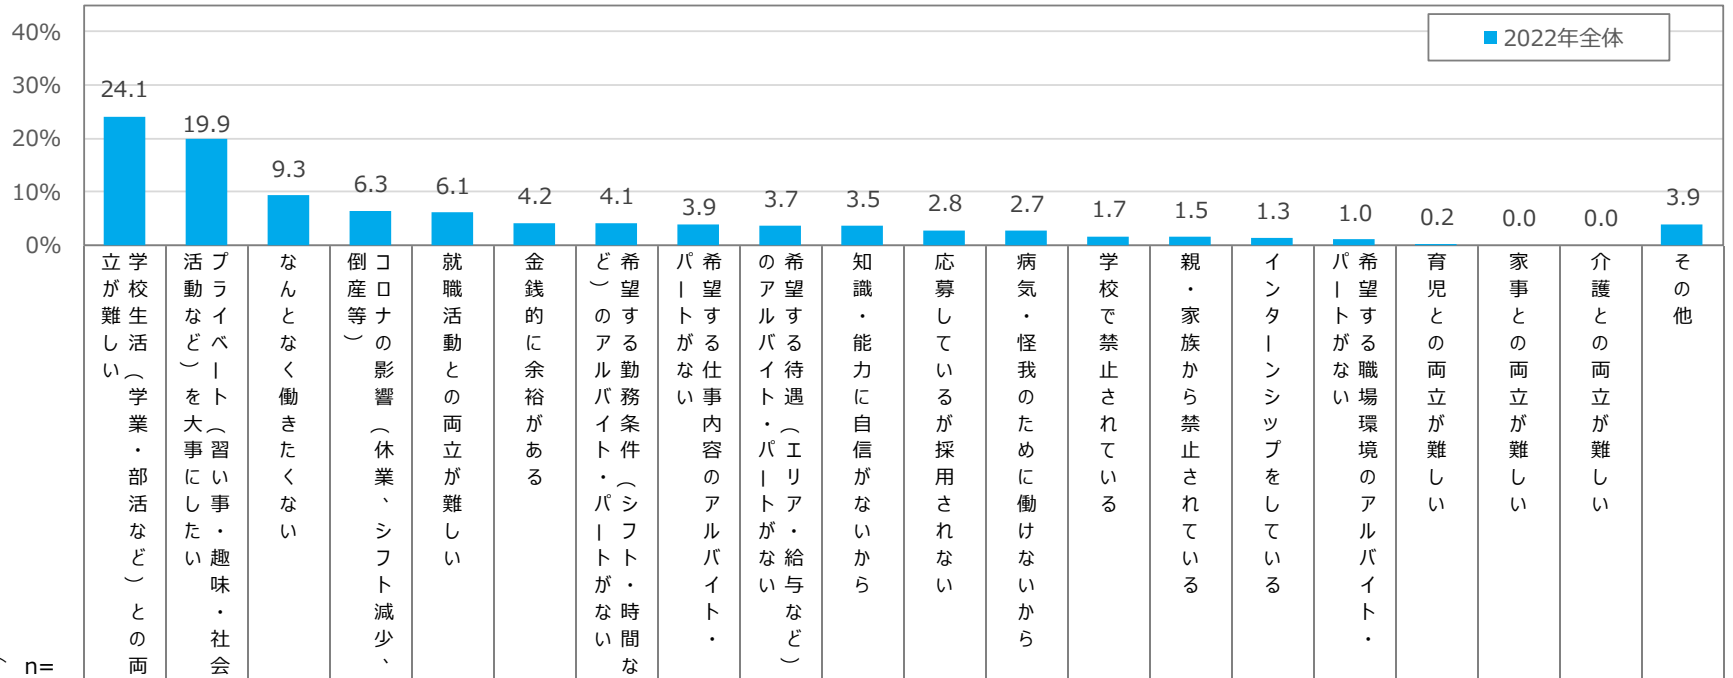 40%
30%
20%
10%
0%
2022年全体
24.1
19.9
9.3
6.3
6.1
4.2
4.1
3.9
3.7
3.5
2.8
2.7
1.7
1.5
1.3
1.0
0.2
0.0
0.0
3.9
学校生活（学業・部活など）との両
立が難しい
プライベート（習い事・趣味・社会
活動など）を大事にしたい
なんとなく働きたくない
コロナの影響（休業、シフト減少、
倒産等）
就職活動との両立が難しい
金銭的に余裕がある
希望する勤務条件（シフト・時間な
ど）のアルバイト・パートがない
希望する仕事内容のアルバイト・
パートがない
希望する待遇（エリア・給与など）
のアルバイト・パートがない
知識・能力に自信がないから
応募しているが採用されない
病気・怪我のために働けないから
学校で禁止されている
親・家族から禁止されている
インターンシップをしている
希望する職場環境のアルバイト・
パートがない
育児との両立が難しい
家事との両立が難しい
介護との両立が難しい
その他
n=